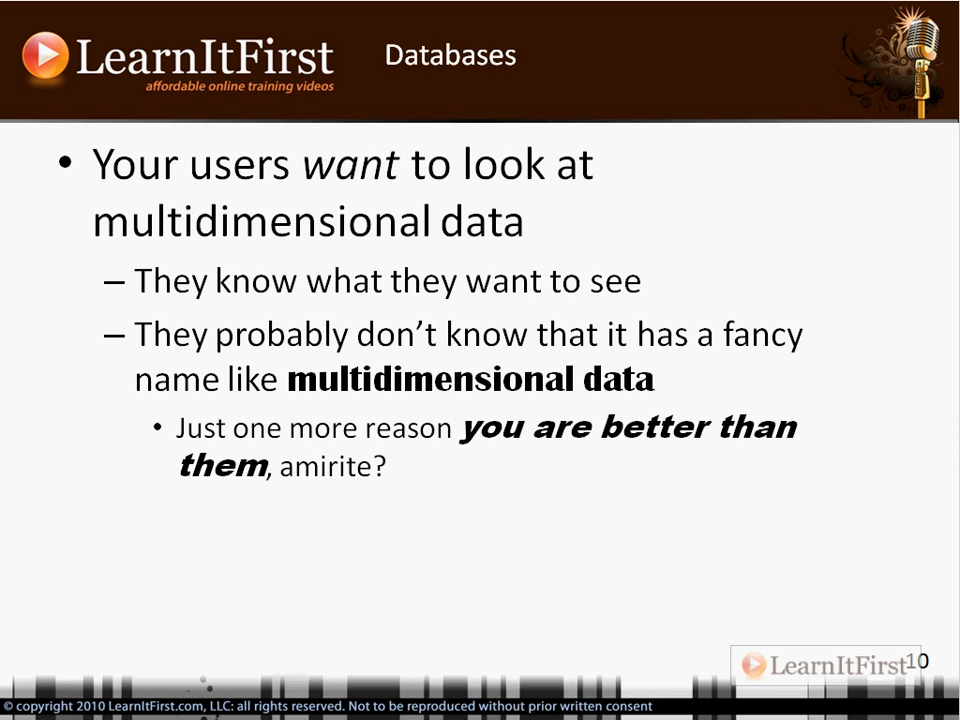 LearnItFirst
affordable online training videos
Databases
• Your users want to look at
multidimensional data
– They know what they want to see
– They probably don't know that it has a fancy
name like multidimensional data
• Just one more reason you are better than
them, amirite?
LearnItFirst
10
© copyright 2010 LearnItFirst.com, LLC: all rights reserved. Not to be reproduced without prior written consent